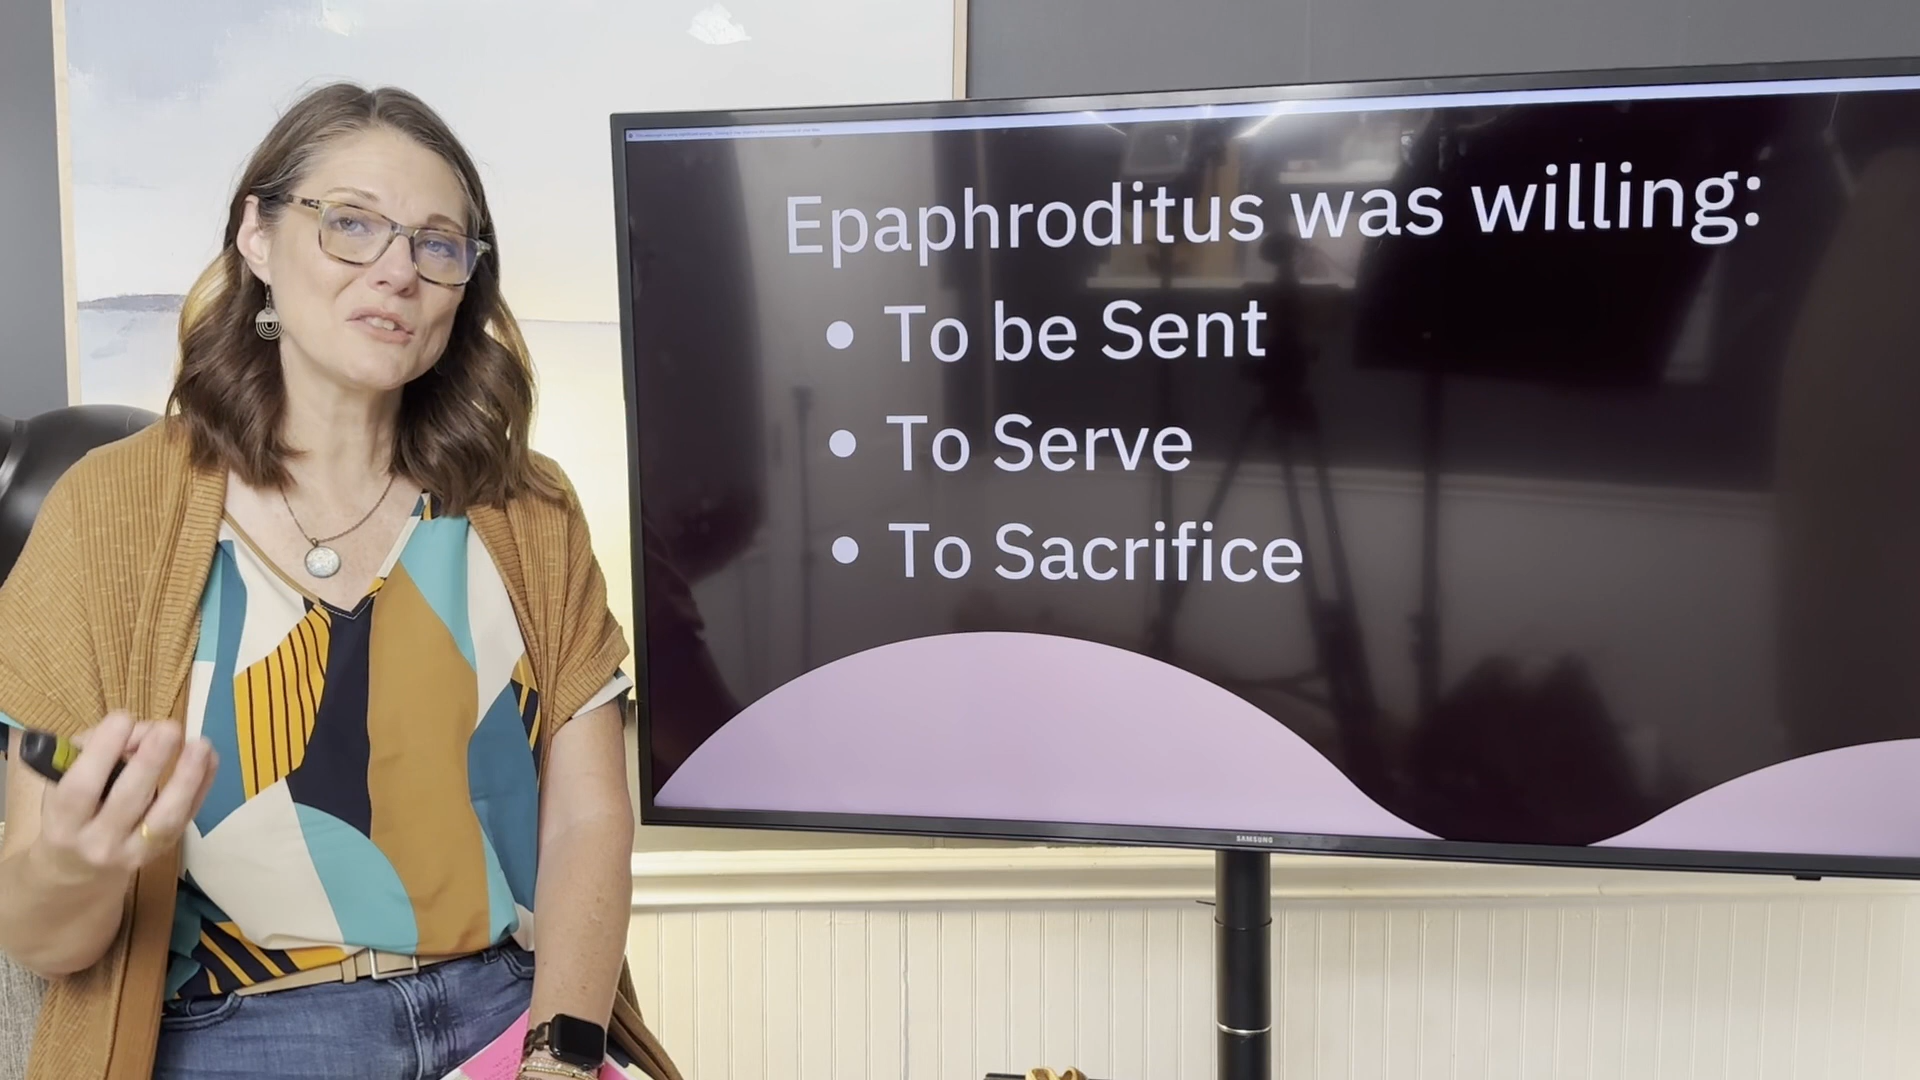 Epaphroditus was willing:
• To be Sent
• To Serve
• To Sacrifice
SAMSUNG